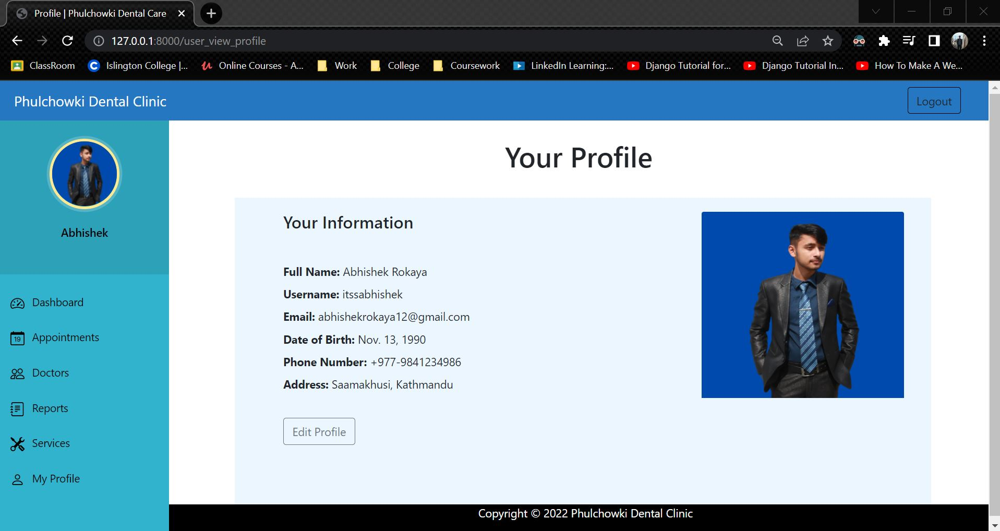 Profile | Phulchowki Dental Care
127.0.0.1:8000/user_view_profile
ClassRoom
Islington College |...
Online Courses - A...
Work
College
Coursework
LinkedIn Learning:...
Django Tutorial for...
Django Tutorial In...
How To Make A We...
Phulchowki Dental Clinic
Logout
Abhishek
Dashboard
19
Appointments
Doctors
Reports
Services
My Profile
Your Profile
Your Information
Full Name: Abhishek Rokaya
Username: itssabhishek
Email: abhishekrokaya12@gmail.com
Date of Birth: Nov. 13, 1990
Phone Number: +977-9841234986
Address: Saamakhusi, Kathmandu
Edit Profile
Copyright © 2022 Phulchowki Dental Clinic